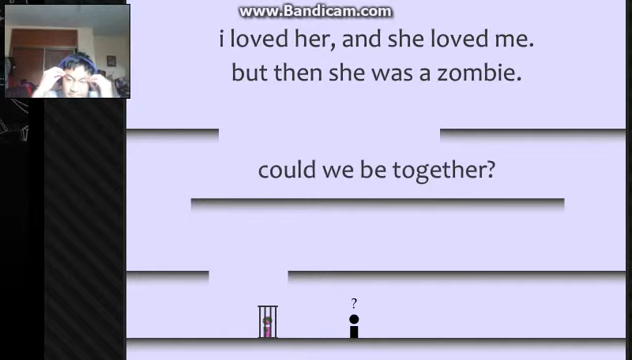 www.Bandicam.com
i loved her, and she loved me.
but then she was a zombie.
could we be together?
?